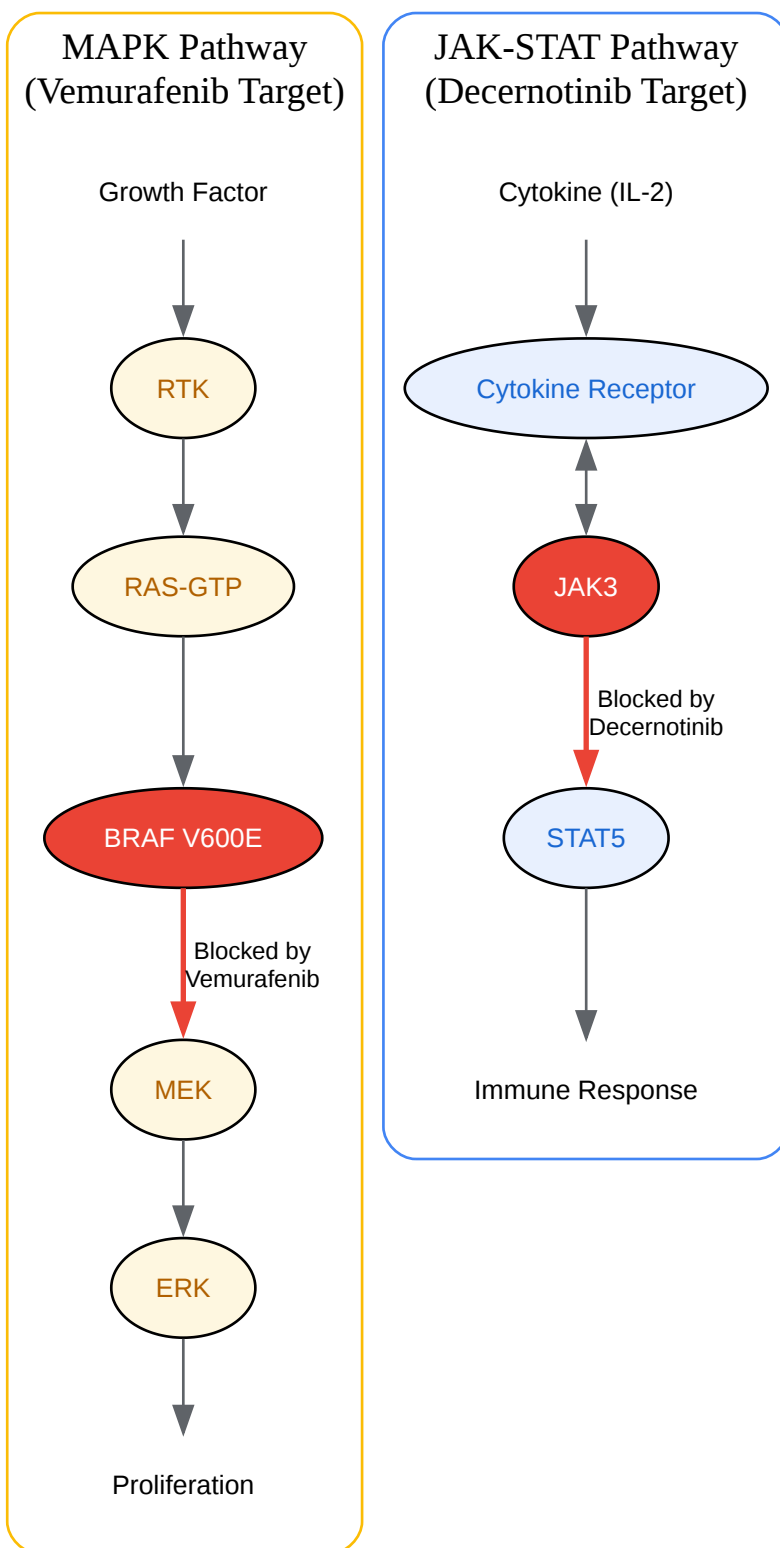 MAPK Pathway
(Vemurafenib Target)
Growth Factor
RTK
RAS-GTP
BRAF V600E
Blocked by
Vemurafenib
MEK
ERK
Proliferation
JAK-STAT Pathway
(Decernotinib Target)
Cytokine (IL-2)
Cytokine Receptor
JAK3
Blocked by
Decernotinib
STAT5
Immune Response